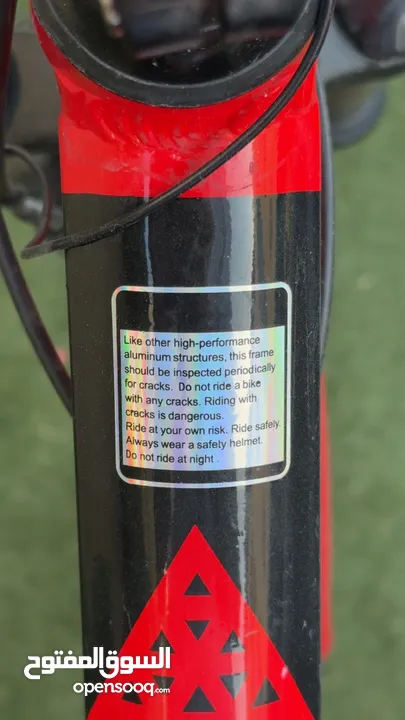 Like other high-performance
aluminum structures, this frame
should be inspected periodically
for cracks. Do not ride a bike
with any cracks. Riding with
cracks is dangerous.
Ride at your own risk. Ride safely.
Always wear a safety helmet.
Do not ride at night .
السوق المفتوح
opensooq.com